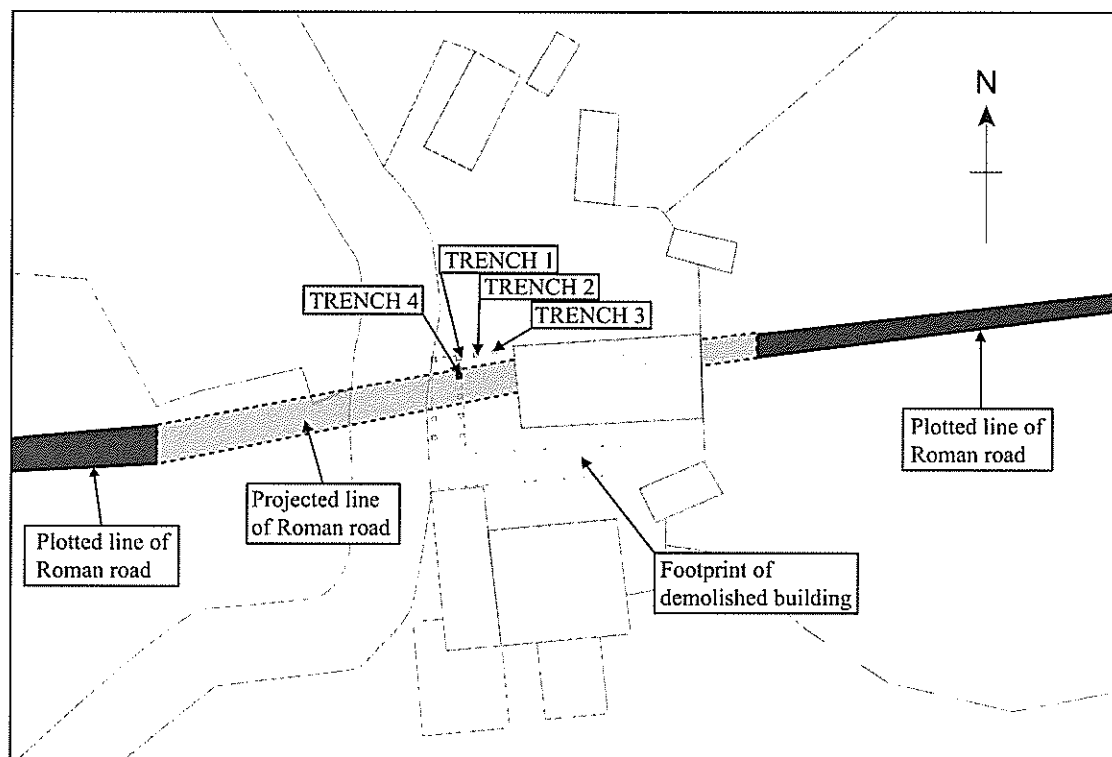 N
TRENCH 1
TRENCH 2
TRENCH 4
TRENCH 3
Plotted line of
Roman road
Projected line
of Roman road
Plotted line of
Roman road
Footprint of
demolished building